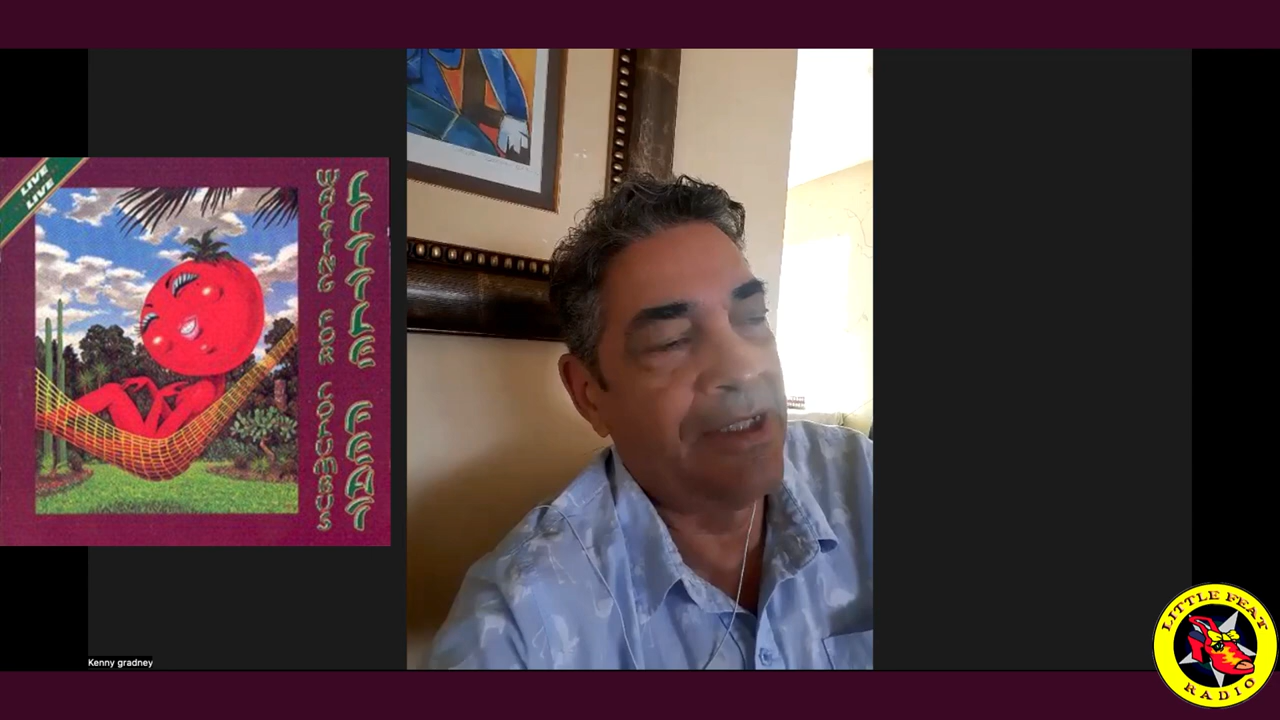 LIVE
LIVE
WAITING FOR COLUMBUS
LITTLE FEAT
Kenny gradney
LITTLE FEAT
RADIO